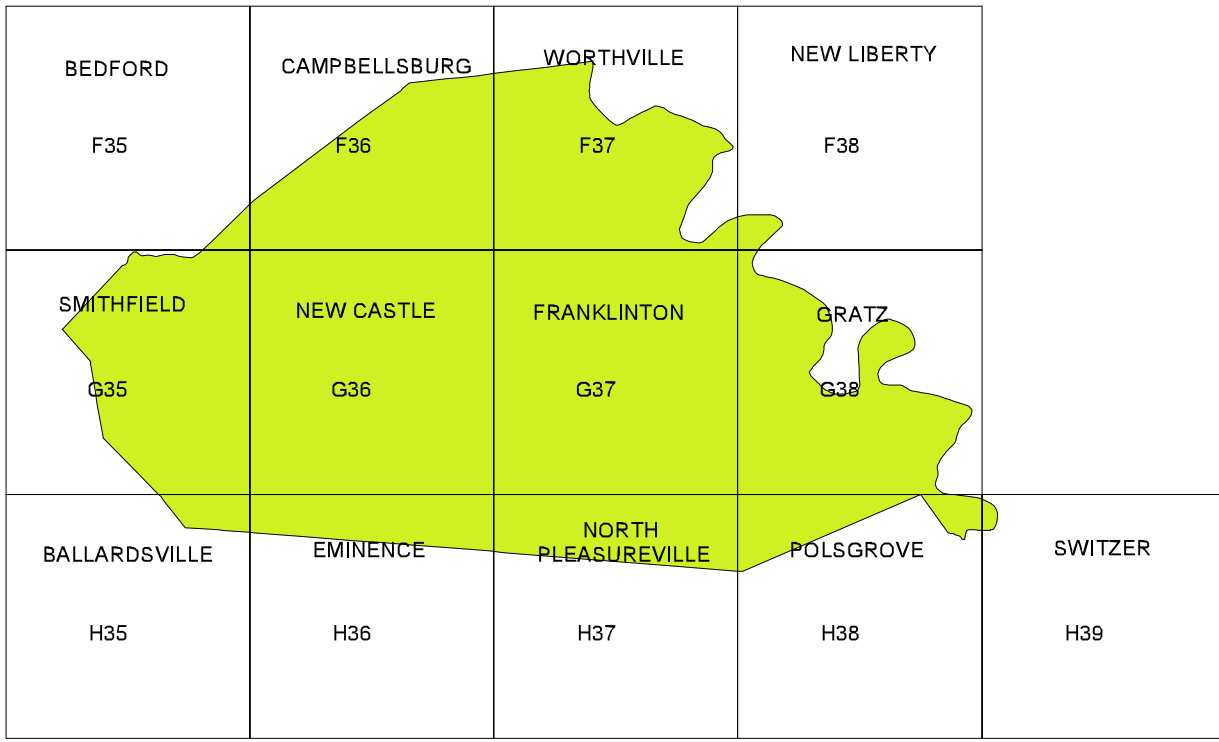 BEDFORD
CAMPBELLSBURG
WORTHVILLE
NEW LIBERTY
F35
F36
F37
F38
SMITHFIELD
NEW CASTLE
FRANKLINTON
GRATZ
G35
G36
G37
G38
BALLARDSVILLE
EMINENCE
NORTH
PLEASUREVILLE
POLSGROVE
SWITZER
H35
H36
H37
H38
H39